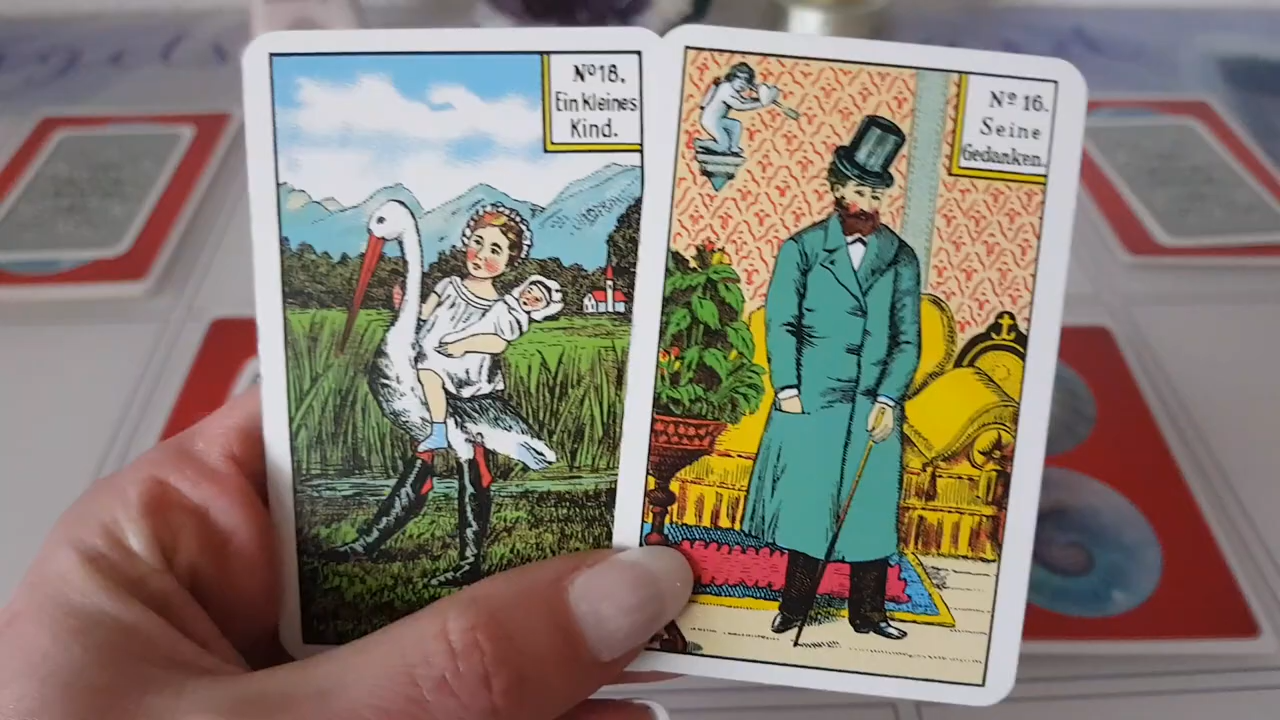 Nº 18.
Ein Kleines
Kind.
Nº 16.
Seine
Gedanken.